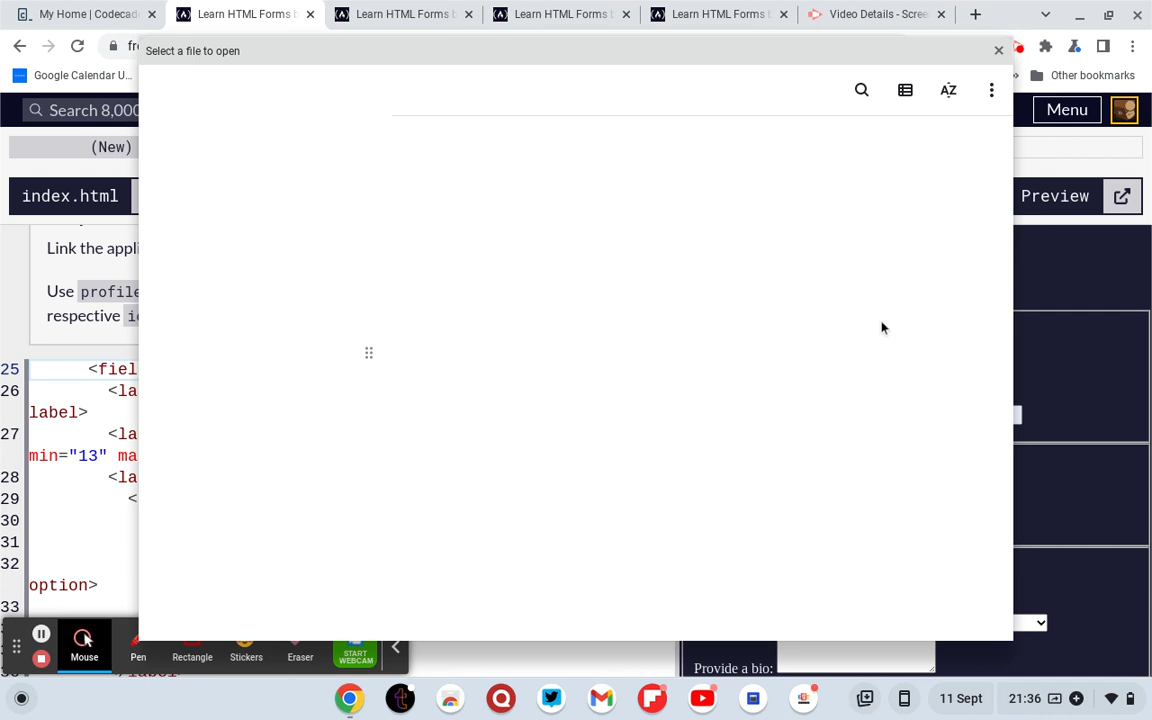 My Home | Codecad
Learn HTML Forms b
Learn HTML Forms b
Learn HTML Forms b
Learn HTML Forms b
Video Details - Scree
Google Calendar U...
Other bookmarks
Select a file to open
AZ
Search 8,000
Menu
(New)
index.html
Preview
Link the appli
Use profile
respective i
25 <fiel
26 <la
label>
27 <la
min="13" ma
28 <la
29 <
30
31
32
option>
33
Provide a bio:
Mouse
Pen
Rectangle
Stickers
Eraser
START
WEBCAM
11 Sept
21:36